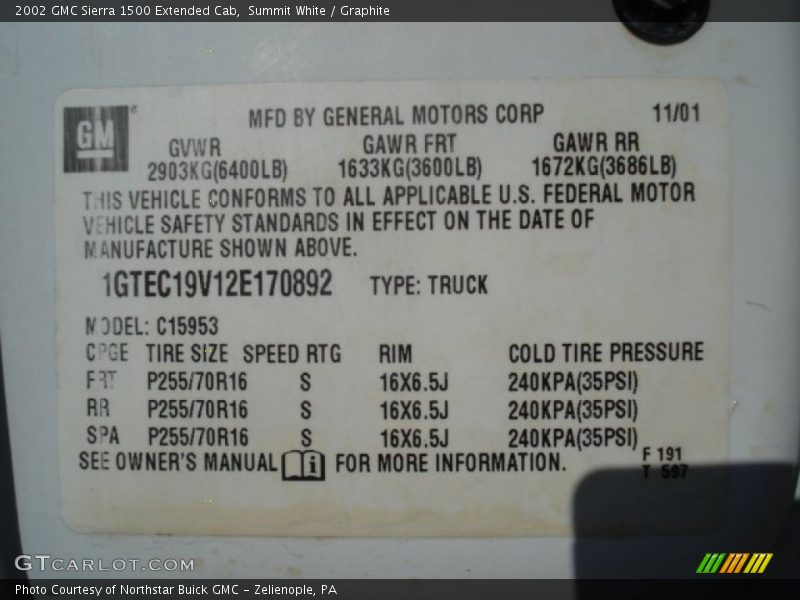 2002 GMC Sierra 1500 Extended Cab,  Summit White / Graphite
GM
MFD BY GENERAL MOTORS CORP 11/01
GVWR GAWR FRT GAWR RR
2903KG(6400LB) 1633KG(3600LB) 1672KG(3686LB)
THIS VEHICLE CONFORMS TO ALL APPLICABLE U.S. FEDERAL MOTOR
VEHICLE SAFETY STANDARDS IN EFFECT ON THE DATE OF
MANUFACTURE SHOWN ABOVE.
1GTEC19V12E170892 TYPE: TRUCK
MODEL: C15953
CPGE TIRE SIZE SPEED RTG RIM COLD TIRE PRESSURE
FRT P255/70R16 S 16X6.5J 240KPA(35PSI)
RR P255/70R16 S 16X6.5J 240KPA(35PSI)
SPA P255/70R16 S 16X6.5J 240KPA(35PSI)
SEE OWNER'S MANUAL i FOR MORE INFORMATION.
F 191
T 597
GTCARLOT.COM
Photo Courtesy of Northstar Buick GMC - Zelienople, PA